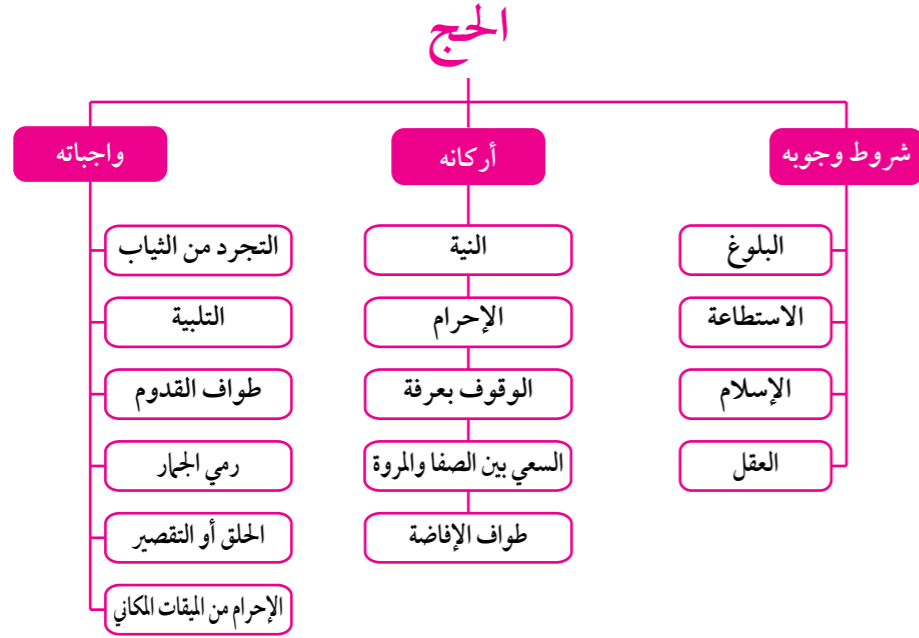 الحج
شروط وجوبه
البلوغ
الاستطاعة
الإسلام
العقل
أركانه
النية
الإحرام
الوقوف بعرفة
السعي بين الصفا والمروة
طواف الإفاضة
واجباته
التجرد من الثياب
التلبية
طواف القدوم
رمي الجمار
الحلق أو التقصير
الإحرام من الميقات المكاني